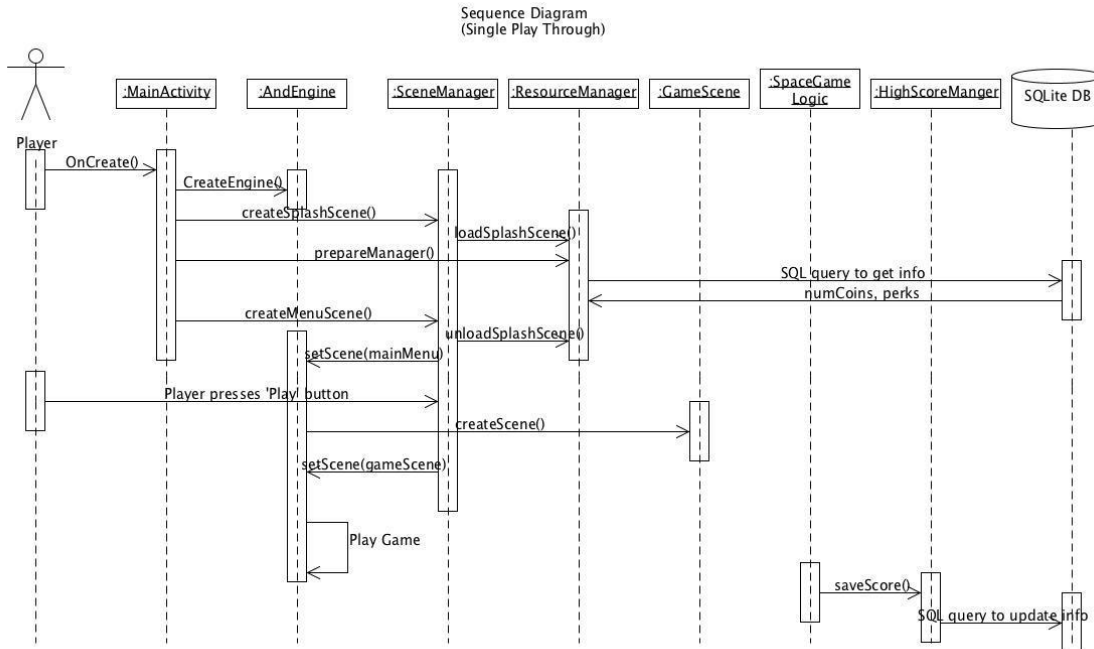 Sequence Diagram
(Single Play Through)
:MainActivity
:AndEngine
:SceneManager
:ResourceManager
:GameScene
:SpaceGame
Logic
:HighScoreManger
SQLite DB
Player
OnCreate()
CreateEngine()
createSplashScene()
loadSplashScene()
prepareManager()
SQL query to get info
numCoins, perks
createMenuScene()
unloadSplashScene()
setScene(mainMenu)
Player presses 'Play' button
createScene()
setScene(gameScene)
Play Game
saveScore()
SQL query to update info